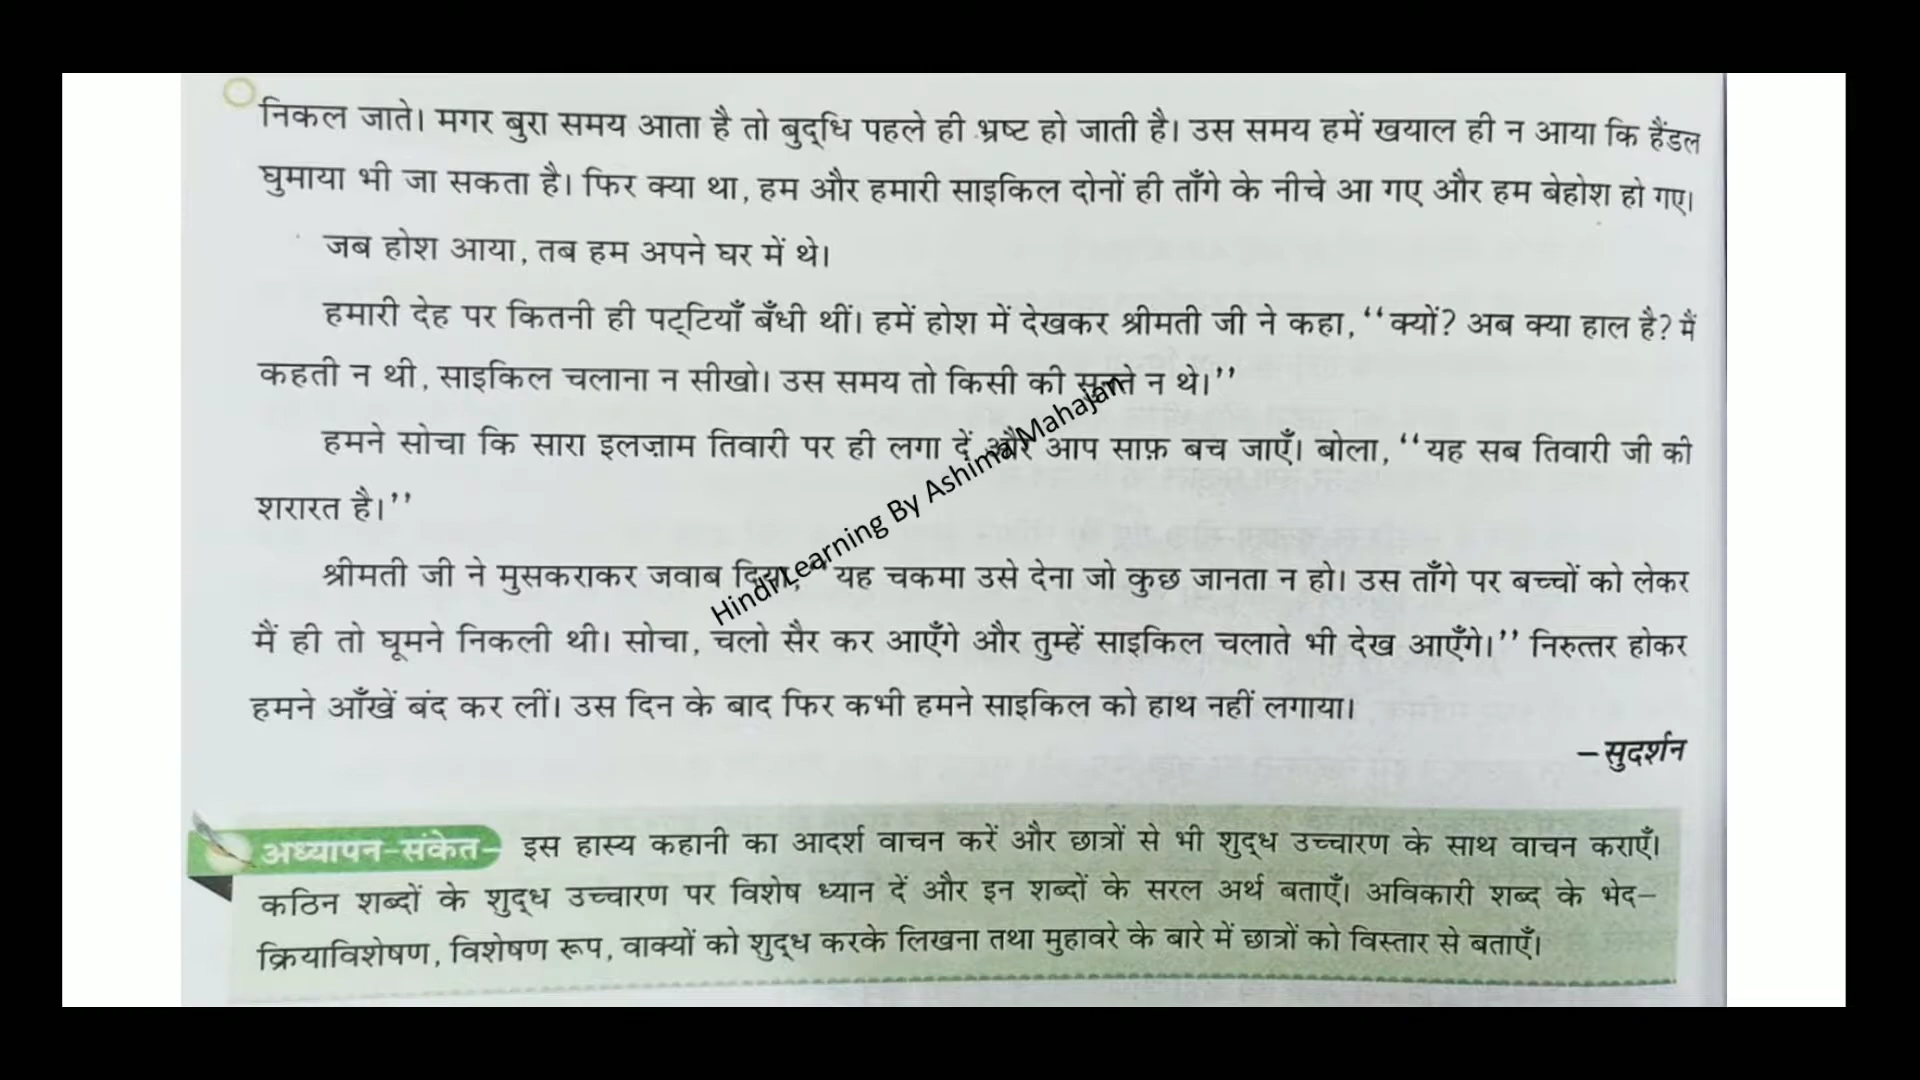 निकल जाते। मगर बुरा समय आता है तो बुद्धि पहले ही भ्रष्ट हो जाती है। उस समय हमें खयाल ही न आया कि हैंडल
घुमाया भी जा सकता है। फिर क्या था, हम और हमारी साइकिल दोनों ही ताँगे के नीचे आ गए और हम बेहोश हो गए।
जब होश आया, तब हम अपने घर में थे।
हमारी देह पर कितनी ही पट्टियाँ बँधी थीं। हमें होश में देखकर श्रीमती जी ने कहा, ‘‘क्यों? अब क्या हाल है? मैं
कहती न थी, साइकिल चलाना न सीखो। उस समय तो किसी की सुनते न थे।’’
हमने सोचा कि सारा इलज़ाम तिवारी पर ही लगा दें और आप साफ़ बच जाएँ। बोला, ‘‘यह सब तिवारी जी की
शरारत है।’’
श्रीमती जी ने मुसकराकर जवाब दिया, ‘‘यह चकमा उसे देना जो कुछ जानता न हो। उस ताँगे पर बच्चों को लेकर
मैं ही तो घूमने निकली थी। सोचा, चलो सैर कर आएँगे और तुम्हें साइकिल चलाते भी देख आएँगे।’’ निरुत्तर होकर
हमने आँखें बंद कर लीं। उस दिन के बाद फिर कभी हमने साइकिल को हाथ नहीं लगाया।
–सुदर्शन
Hindi Learning By Ashima Mahajan
अध्यापन-संकेत– इस हास्य कहानी का आदर्श वाचन करें और छात्रों से भी शुद्ध उच्चारण के साथ वाचन कराएँ।
कठिन शब्दों के शुद्ध उच्चारण पर विशेष ध्यान दें और इन शब्दों के सरल अर्थ बताएँ। अविकारी शब्द के भेद–
क्रियाविशेषण, विशेषण रूप, वाक्यों को शुद्ध करके लिखना तथा मुहावरे के बारे में छात्रों को विस्तार से बताएँ।